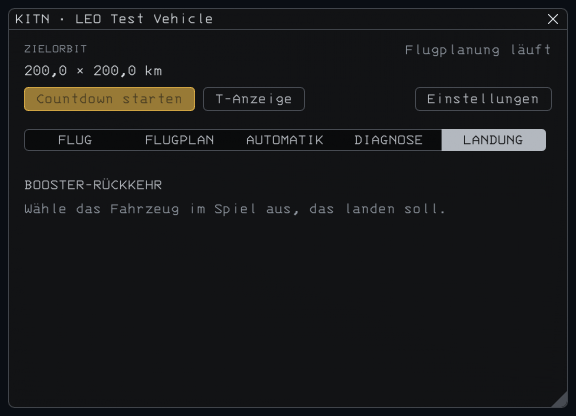 KITN · LEO Test Vehicle
ZIELORBIT
Flugplanung läuft
200,0 × 200,0 km
Countdown starten
T-Anzeige
Einstellungen
FLUG
FLUGPLAN
AUTOMATIK
DIAGNOSE
LANDUNG
BOOSTER-RÜCKKEHR
Wähle das Fahrzeug im Spiel aus, das landen soll.